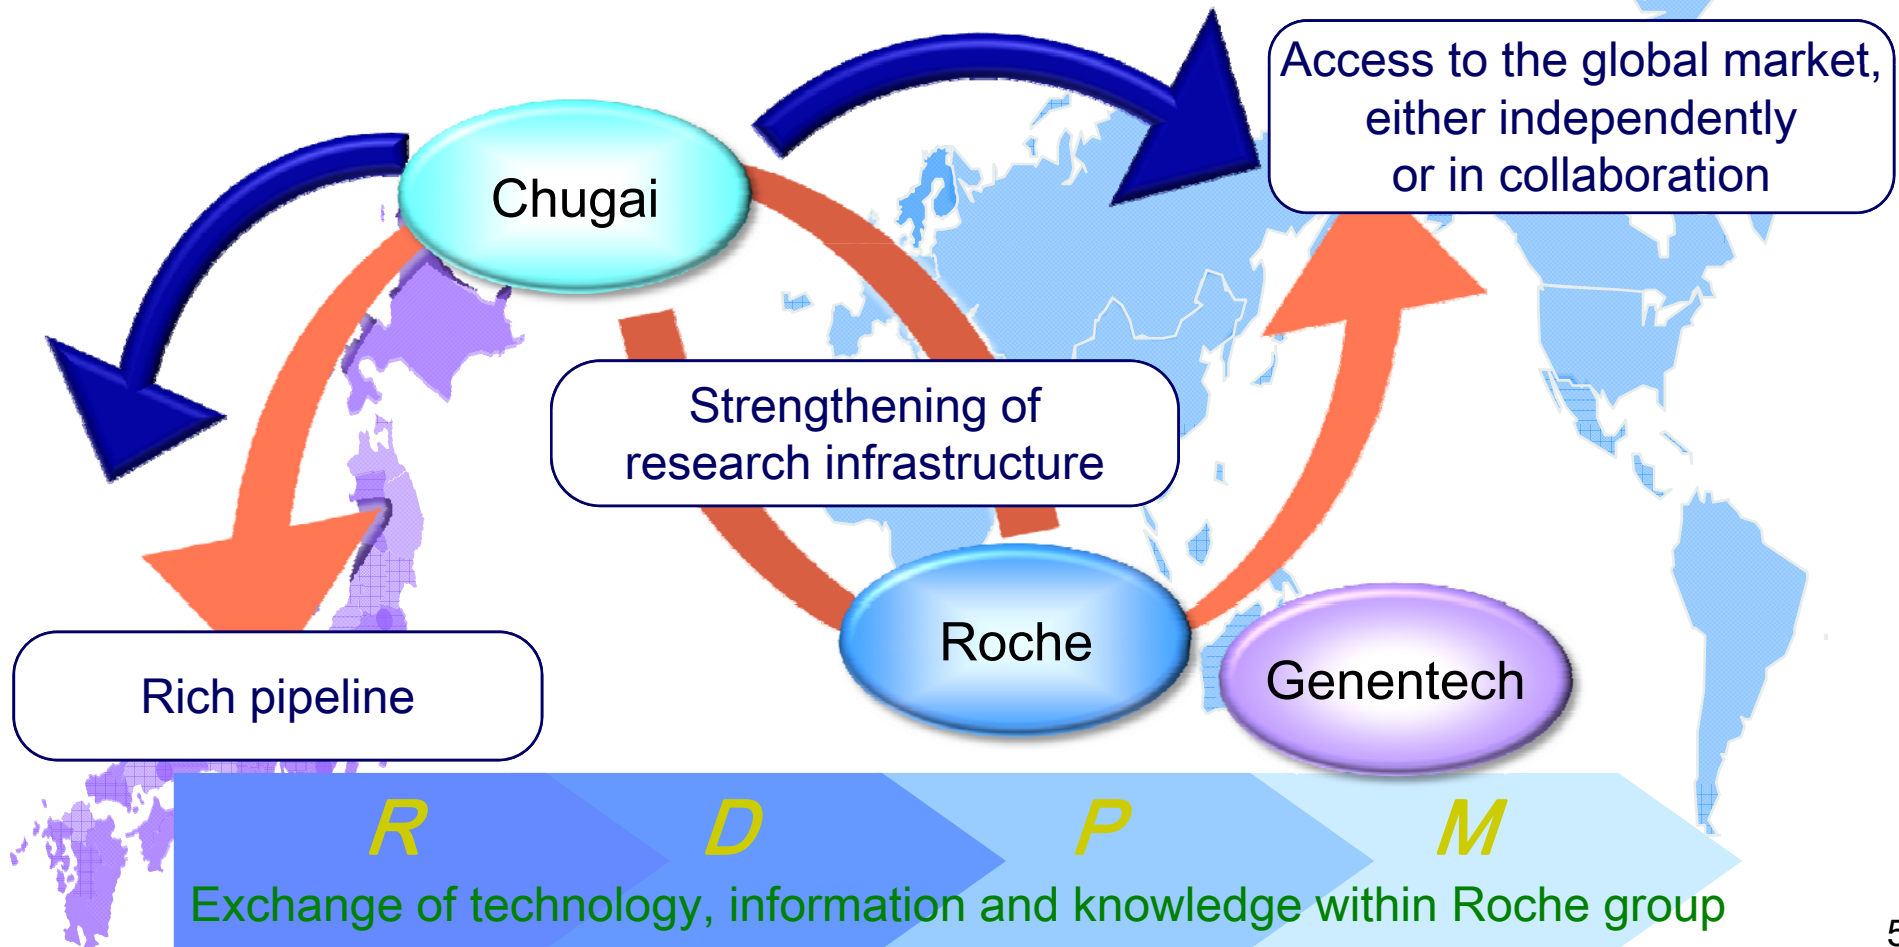 Access to the global market,
either independently
or in collaboration
Chugai
Strengthening of
research infrastructure
Roche
Genentech
Rich pipeline
R D P M
Exchange of technology, information and knowledge within Roche group
5